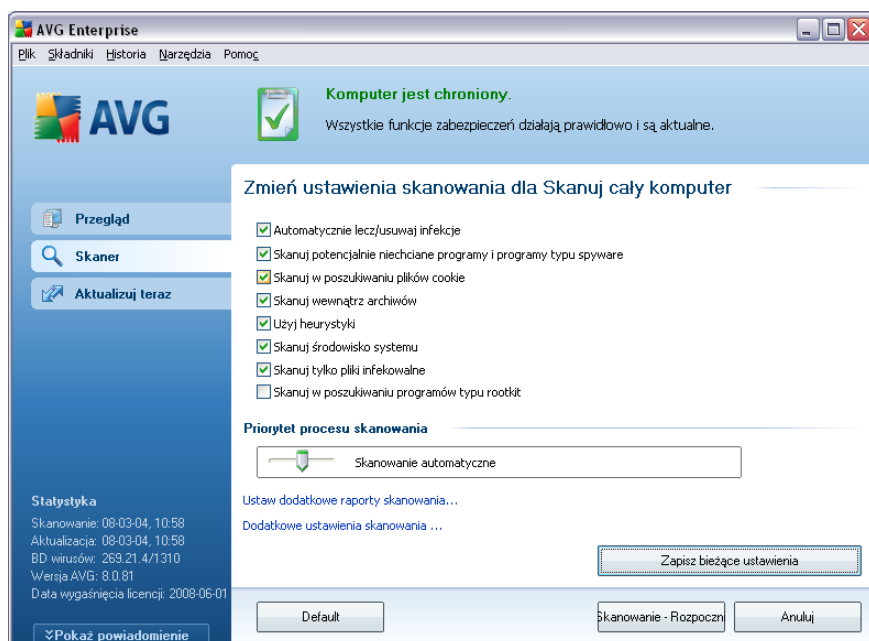 AVG Enterprise
Plik Składniki Historia Narzędzia Pomoc
AVG
Komputer jest chroniony.
Wszystkie funkcje zabezpieczeń działają prawidłowo i są aktualne.
Przegląd
Skaner
Aktualizuj teraz
Zmień ustawienia skanowania dla Skanuj cały komputer
Automatycznie lecz/usuwaj infekcje
Skanuj potencjalnie niechciane programy i programy typu spyware
Skanuj w poszukiwaniu plików cookie
Skanuj wewnątrz archiwów
Użyj heurystyki
Skanuj środowisko systemu
Skanuj tylko pliki infekowalne
Skanuj w poszukiwaniu programów typu rootkit
Priorytet procesu skanowania
Skanowanie automatyczne
Ustaw dodatkowe raporty skanowania...
Dodatkowe ustawienia skanowania ...
Zapisz bieżące ustawienia
Default
Skanowanie - Rozpoczn
Anuluj
Statystyka
Skanowanie: 08-03-04, 10:58
Aktualizacja: 08-03-04, 10:58
BD wirusów: 269.21.4/1310
Wersja AVG: 8.0.81
Data wygaśnięcia licencji: 2008-06-01
Pokaż powiadomienie